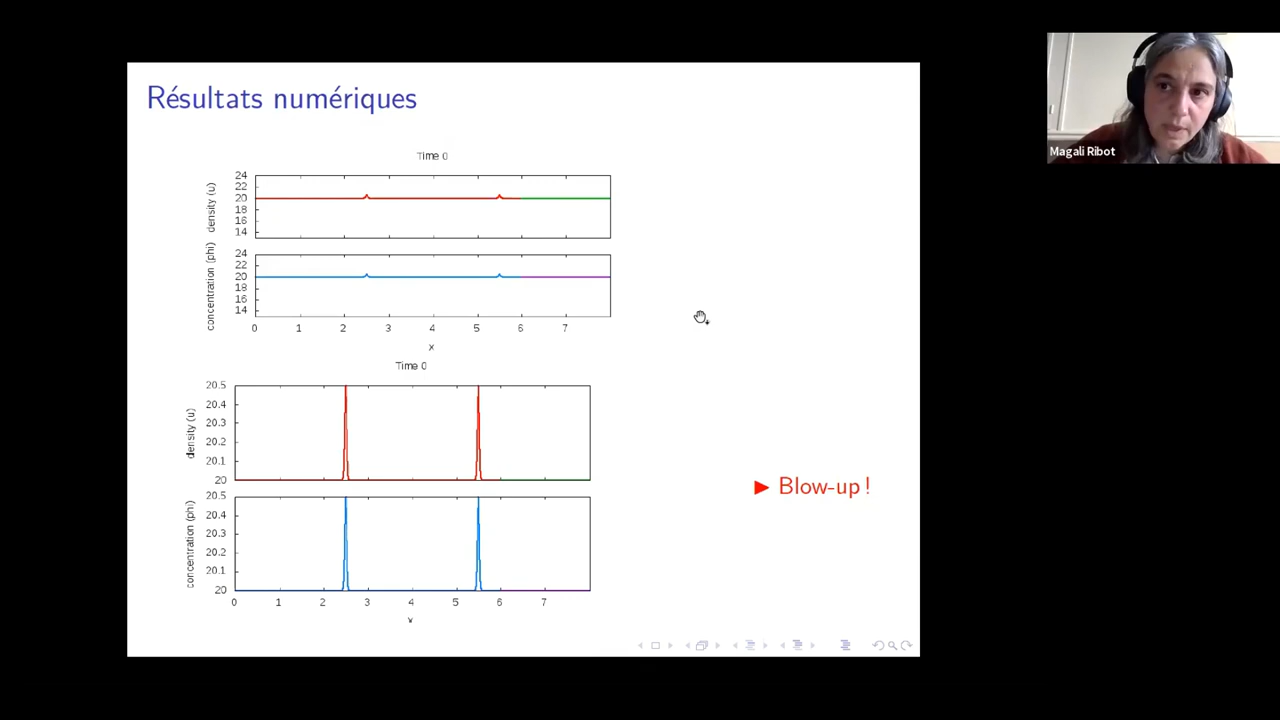 Résultats numériques
Magali Ribot
Time 0
density (u)
24
22
20
18
16
14
concentration (phi)
24
22
20
18
16
14
0 1 2 3 4 5 6 7
x
Time 0
density (u)
20.5
20.4
20.3
20.2
20.1
20
► Blow-up !
concentration (phi)
20.5
20.4
20.3
20.2
20.1
20
0 1 2 3 4 5 6 7
x